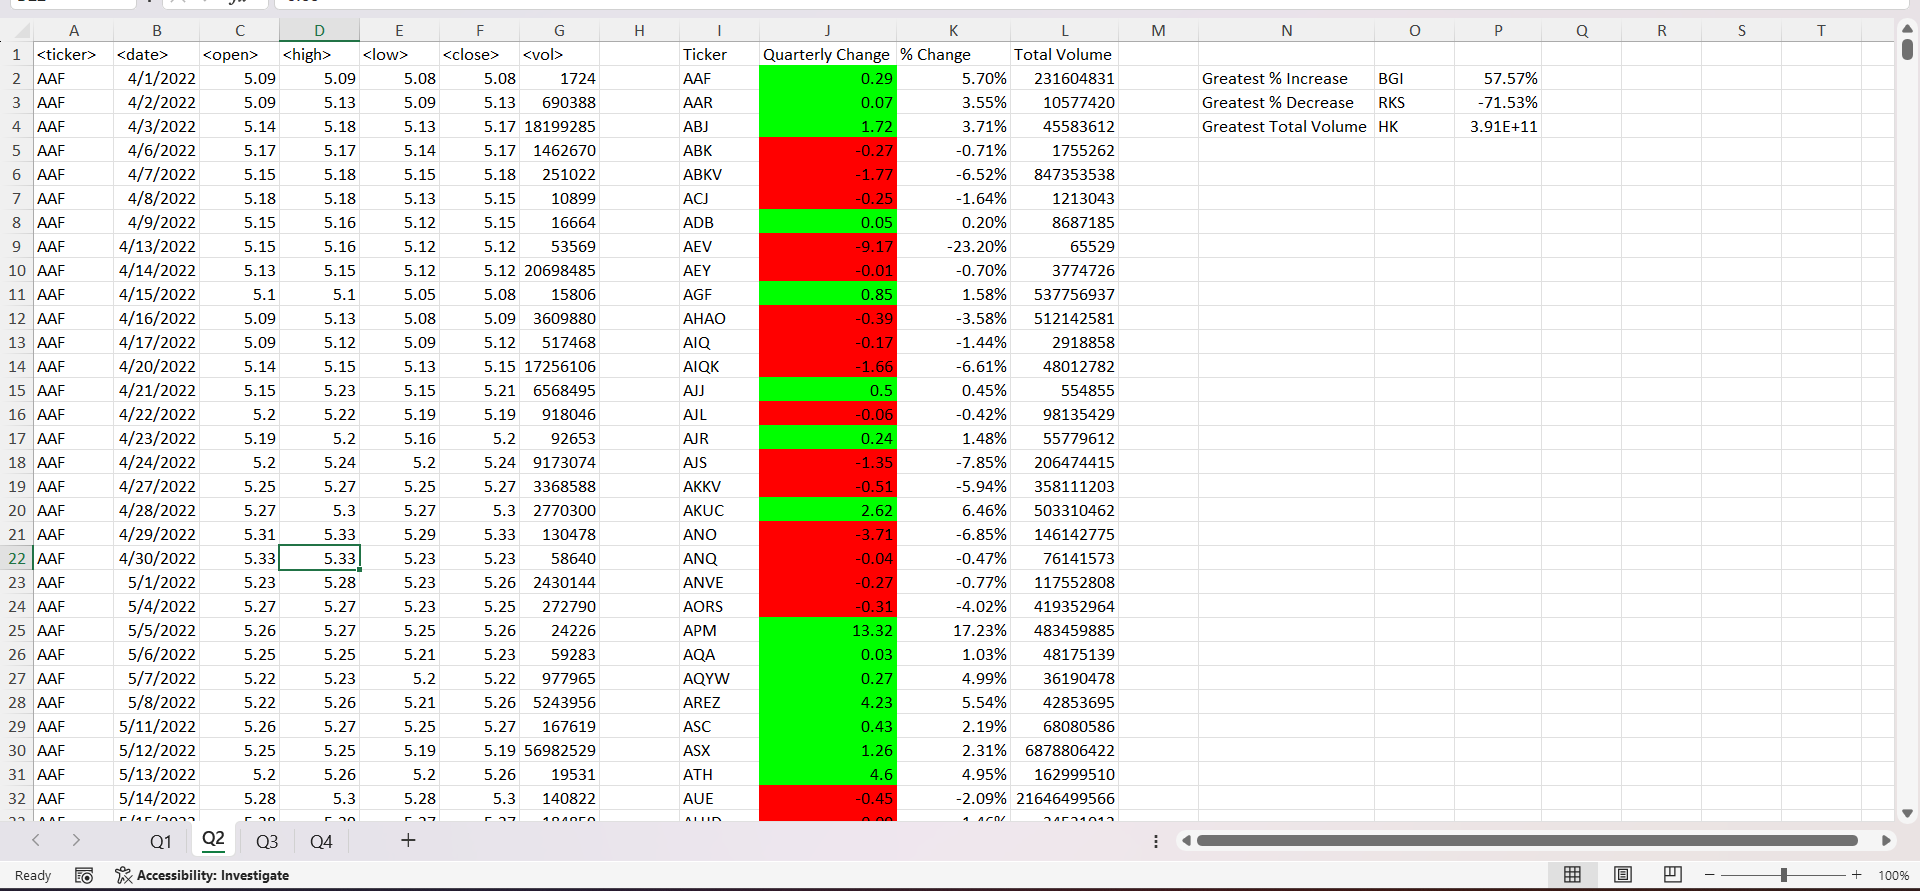 A B C D E F G H I J K L M N O P Q R S T
1 <ticker> <date> <open> <high> <low> <close> <vol> Ticker Quarterly Change % Change Total Volume
2 AAF 4/1/2022 5.09 5.09 5.08 5.08 1724 AAF 0.29 5.70% 231604831 Greatest % Increase BGI 57.57%
3 AAF 4/2/2022 5.09 5.13 5.09 5.13 690388 AAR 0.07 3.55% 10577420 Greatest % Decrease RKS -71.53%
4 AAF 4/3/2022 5.14 5.18 5.13 5.17 18199285 ABJ 1.72 3.71% 45583612 Greatest Total Volume HK 3.91E+11
5 AAF 4/6/2022 5.17 5.17 5.14 5.17 1462670 ABK -0.27 -0.71% 1755262
6 AAF 4/7/2022 5.15 5.18 5.15 5.18 251022 ABKV -1.77 -6.52% 847353538
7 AAF 4/8/2022 5.18 5.18 5.13 5.15 10899 ACJ -0.25 -1.64% 1213043
8 AAF 4/9/2022 5.15 5.16 5.12 5.15 16664 ADB 0.05 0.20% 8687185
9 AAF 4/13/2022 5.15 5.16 5.12 5.12 53569 AEV -9.17 -23.20% 65529
10 AAF 4/14/2022 5.13 5.15 5.12 5.12 20698485 AEY -0.01 -0.70% 3774726
11 AAF 4/15/2022 5.1 5.1 5.05 5.08 15806 AGF 0.85 1.58% 537756937
12 AAF 4/16/2022 5.09 5.13 5.08 5.09 3609880 AHAO -0.39 -3.58% 512142581
13 AAF 4/17/2022 5.09 5.12 5.09 5.12 517468 AIQ -0.17 -1.44% 2918858
14 AAF 4/20/2022 5.14 5.15 5.13 5.15 17256106 AIQK -1.66 -6.61% 48012782
15 AAF 4/21/2022 5.15 5.23 5.15 5.21 6568495 AJJ 0.5 0.45% 554855
16 AAF 4/22/2022 5.2 5.22 5.19 5.19 918046 AJL -0.06 -0.42% 98135429
17 AAF 4/23/2022 5.19 5.2 5.16 5.2 92653 AJR 0.24 1.48% 55779612
18 AAF 4/24/2022 5.2 5.24 5.2 5.24 9173074 AJS -1.35 -7.85% 206474415
19 AAF 4/27/2022 5.25 5.27 5.25 5.27 3368588 AKKV -0.51 -5.94% 358111203
20 AAF 4/28/2022 5.27 5.3 5.27 5.3 2770300 AKUC 2.62 6.46% 503310462
21 AAF 4/29/2022 5.31 5.33 5.29 5.33 130478 ANO -3.71 -6.85% 146142775
22 AAF 4/30/2022 5.33 5.33 5.23 5.23 58640 ANQ -0.04 -0.47% 76141573
23 AAF 5/1/2022 5.23 5.28 5.23 5.26 2430144 ANVE -0.27 -0.77% 117552808
24 AAF 5/4/2022 5.27 5.27 5.23 5.25 272790 AORS -0.31 -4.02% 419352964
25 AAF 5/5/2022 5.26 5.27 5.25 5.26 24226 APM 13.32 17.23% 483459885
26 AAF 5/6/2022 5.25 5.25 5.21 5.23 59283 AQA 0.03 1.03% 48175139
27 AAF 5/7/2022 5.22 5.23 5.2 5.22 977965 AQYW 0.27 4.99% 36190478
28 AAF 5/8/2022 5.22 5.26 5.21 5.26 5243956 AREZ 4.23 5.54% 42853695
29 AAF 5/11/2022 5.26 5.27 5.25 5.27 167619 ASC 0.43 2.19% 68080586
30 AAF 5/12/2022 5.25 5.25 5.19 5.19 56982529 ASX 1.26 2.31% 6878806422
31 AAF 5/13/2022 5.2 5.26 5.2 5.26 19531 ATH 4.6 4.95% 162999510
32 AAF 5/14/2022 5.28 5.3 5.28 5.3 140822 AUE -0.45 -2.09% 21646499566
Q1 Q2 Q3 Q4
Ready Accessibility: Investigate 100%